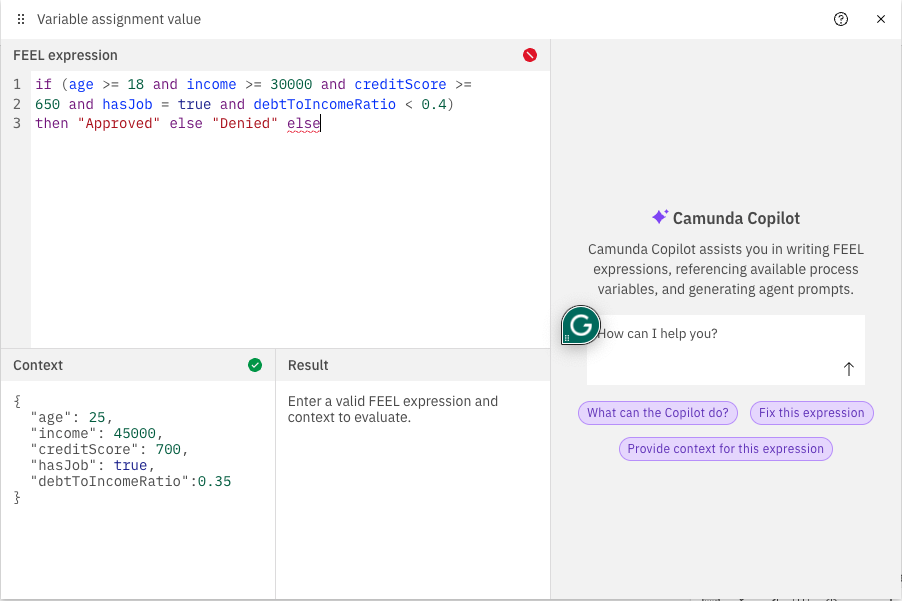 Variable assignment value
FEEL expression
1 if (age >= 18 and income >= 30000 and creditScore >=
2 650 and hasJob = true and debtToIncomeRatio < 0.4)
3 then "Approved" else "Denied" else
Camunda Copilot
Camunda Copilot assists you in writing FEEL
expressions, referencing available process
variables, and generating agent prompts.
G
How can I help you?
What can the Copilot do?
Fix this expression
Provide context for this expression
Context
{
"age": 25,
"income": 45000,
"creditScore": 700,
"hasJob": true,
"debtToIncomeRatio":0.35
}
Result
Enter a valid FEEL expression and
context to evaluate.